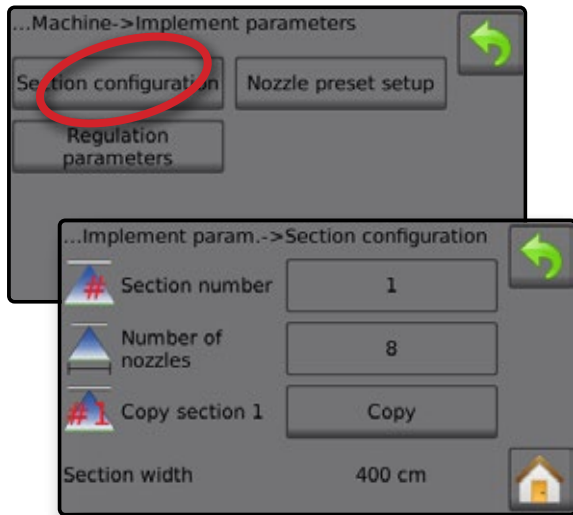 ...Machine->Implement parameters
Section configuration
Nozzle preset setup
Regulation
parameters
...Implement param.->Section configuration
#
Section number
1
Number of
nozzles
8
#1
Copy section 1
Copy
Section width
400 cm